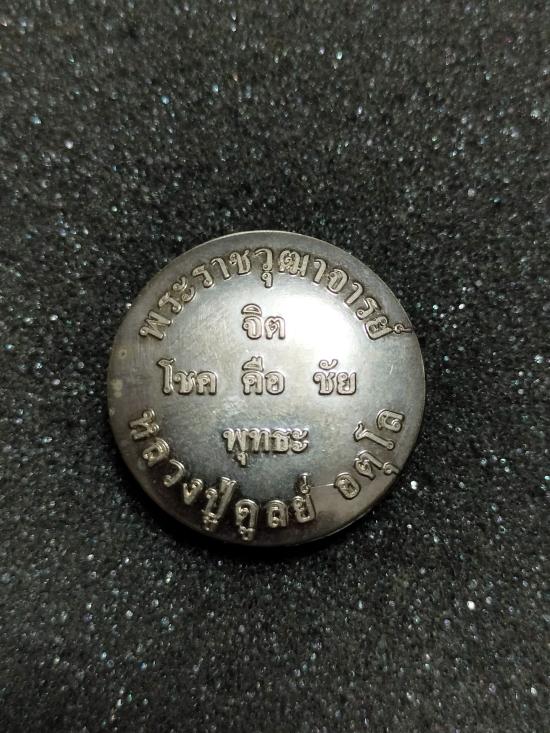 พระราชวุฒาจารย์
จิต
โชค คือ ชัย
พุทธะ
หลวงปู่ดูลย์ อตุโล